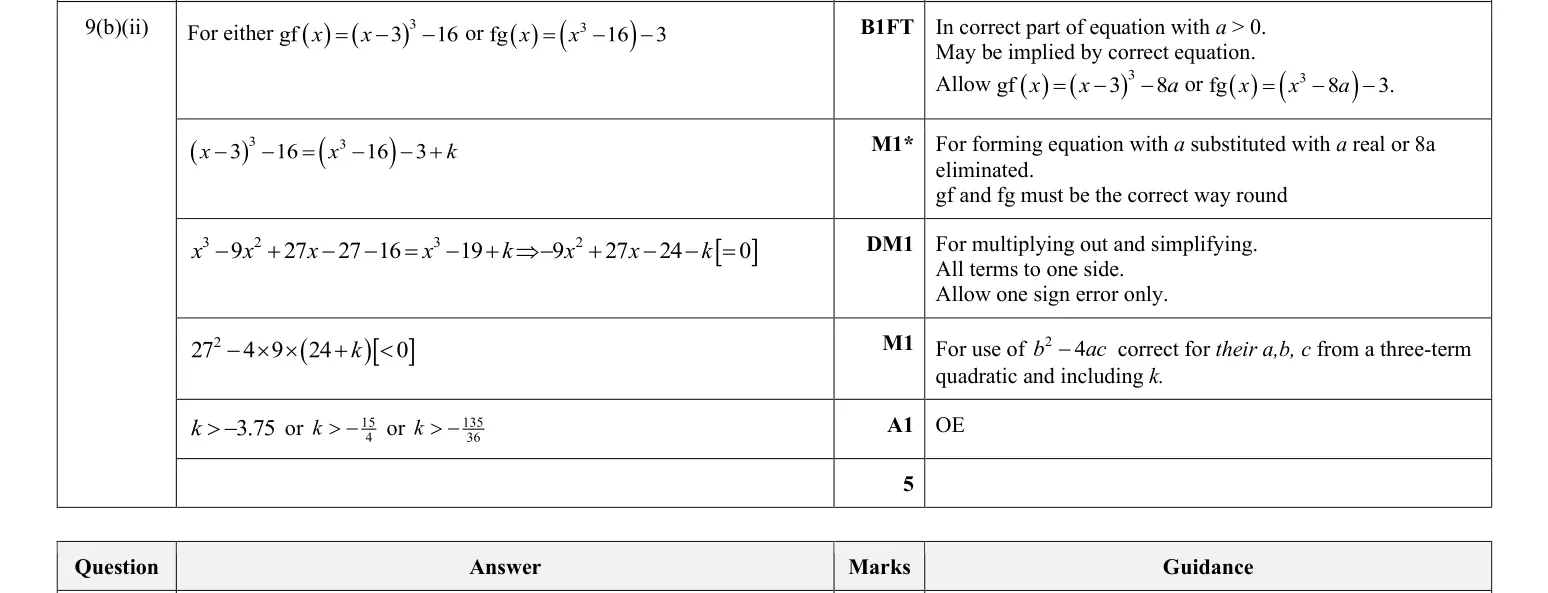 9(b)(ii) For either gf(x) = (x − 3)³ − 16 or fg(x) = (x³ − 16) − 3 B1FT In correct part of equation with a > 0.
May be implied by correct equation.
Allow gf(x) = (x − 3)³ − 8a or fg(x) = (x³ − 8a) − 3.
(x − 3)³ − 16 = (x³ − 16) − 3 + k M1* For forming equation with a substituted with a real or 8a
eliminated.
gf and fg must be the correct way round
x³ − 9x² + 27x − 27 − 16 = x³ − 19 + k ⇒ −9x² + 27x − 24 − k[= 0] DM1 For multiplying out and simplifying.
All terms to one side.
Allow one sign error only.
27² − 4 × 9 × (24 + k)[< 0] M1 For use of b² − 4ac correct for their a,b, c from a three-term
quadratic and including k.
k > −3.75 or k > −15/4 or k > −135/36 A1 OE
5
Question Answer Marks Guidance